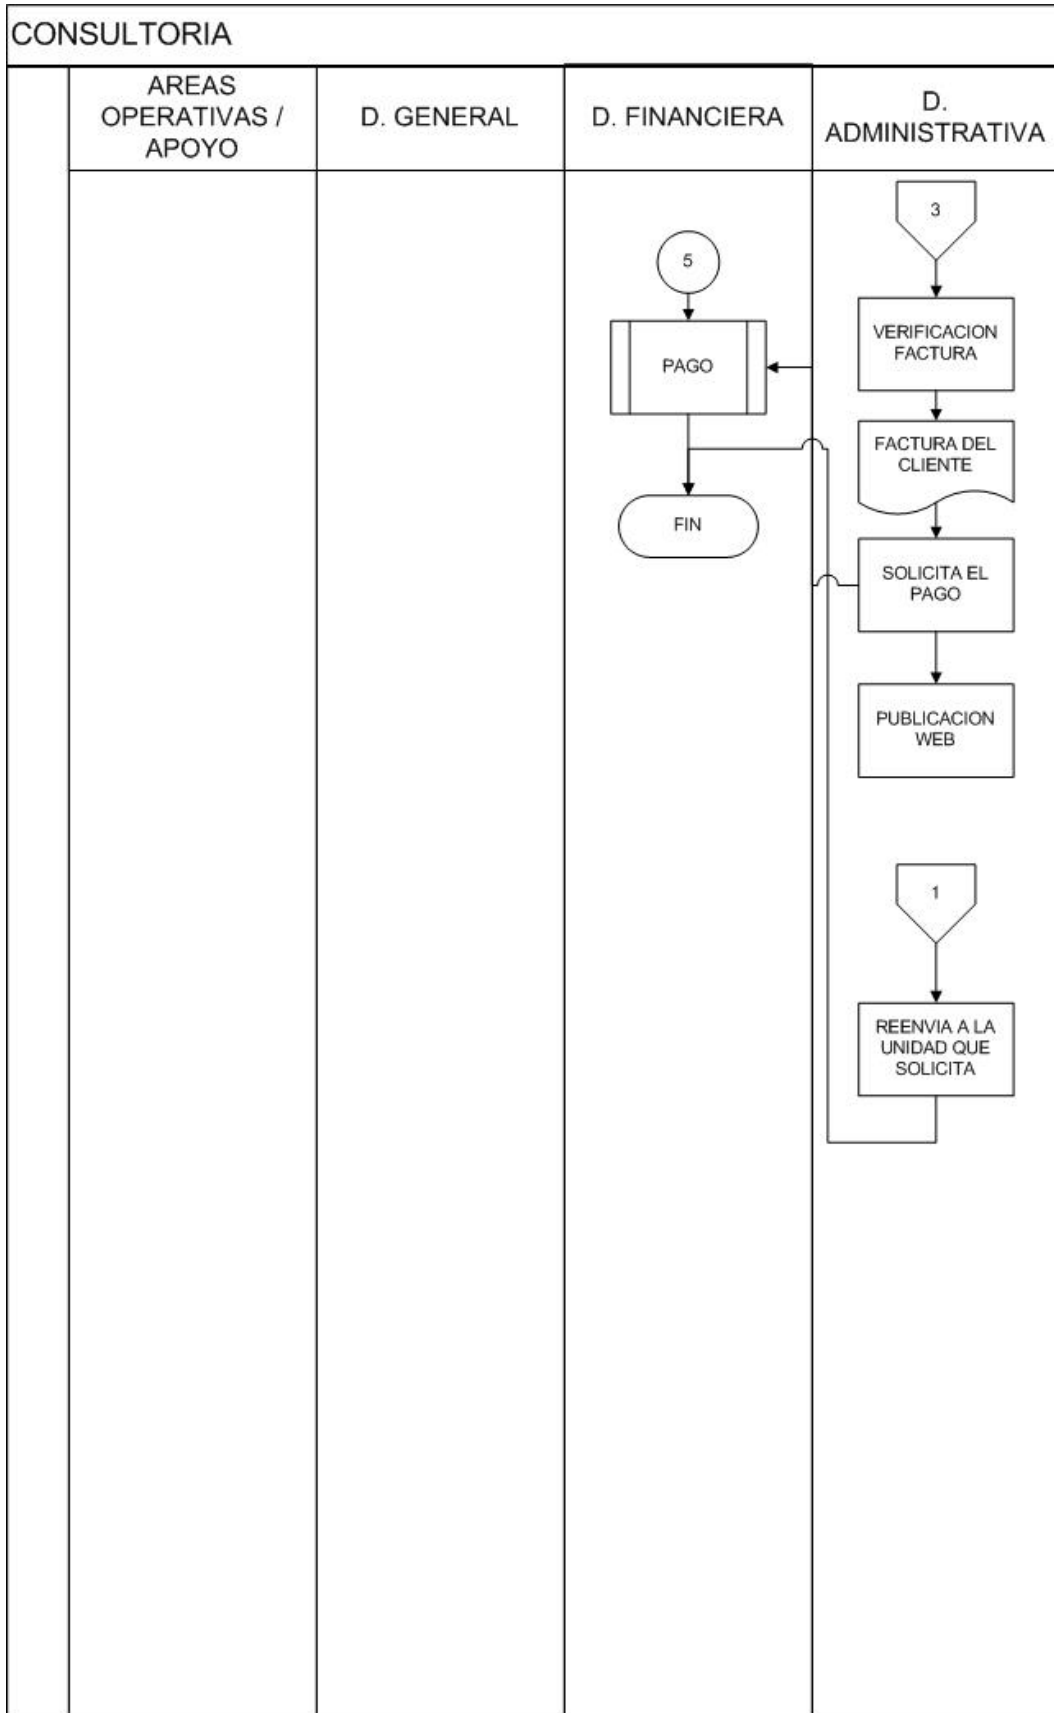 CONSULTORIA
AREAS
OPERATIVAS /
APOYO
D. GENERAL
D. FINANCIERA
D.
ADMINISTRATIVA
3
5
VERIFICACION
FACTURA
PAGO
FACTURA DEL
CLIENTE
FIN
SOLICITA EL
PAGO
PUBLICACION
WEB
1
REENVIA A LA
UNIDAD QUE
SOLICITA